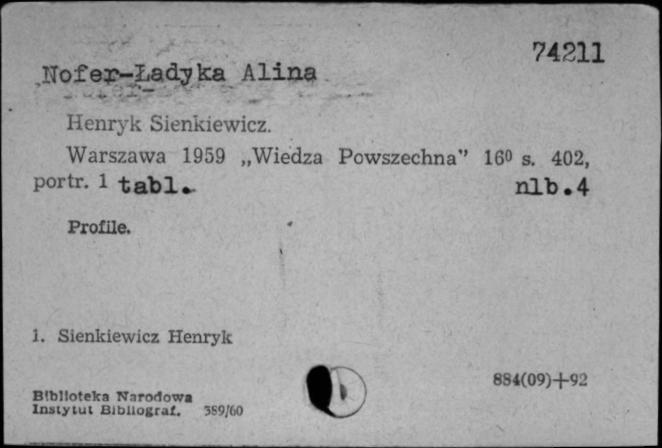 74211
Nofer-Ładyka Alina
Henryk Sienkiewicz.
Warszawa 1959 „Wiedza Powszechna” 16⁰ s. 402,
portr. 1 tabl. nlb.4
Profile.
1. Sienkiewicz Henryk
884(09)+92
Biblioteka Narodowa
Instytut Bibliograf. 389/60